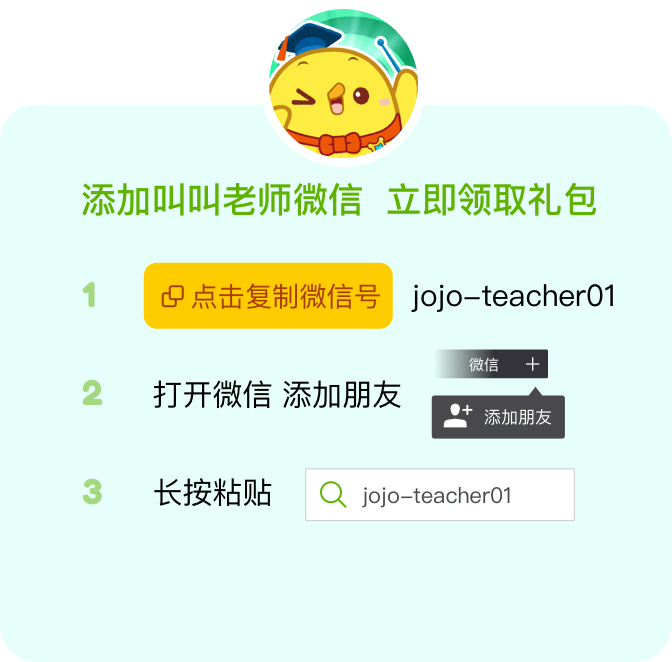 添加叫叫老师微信 立即领取礼包
1 点击复制微信号 jojo-teacher01
微信 +
2 打开微信 添加朋友
添加朋友
3 长按粘贴 jojo-teacher01